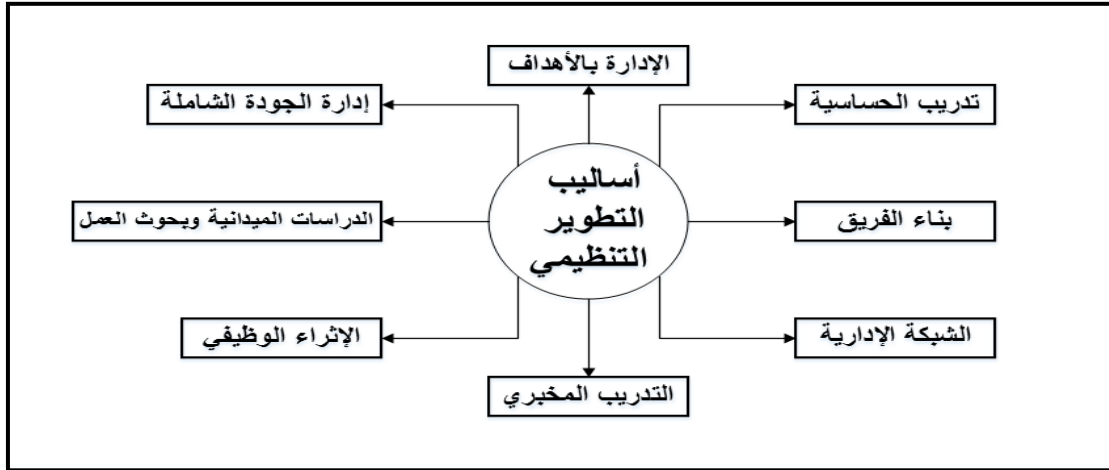 الإدارة بالأهداف
تدريب الحساسية
إدارة الجودة الشاملة
أساليب
التطوير
التنظيمي
بناء الفريق
الدراسات الميدانية وبحوث العمل
الشبكة الإدارية
الإثراء الوظيفي
التدريب المخبري